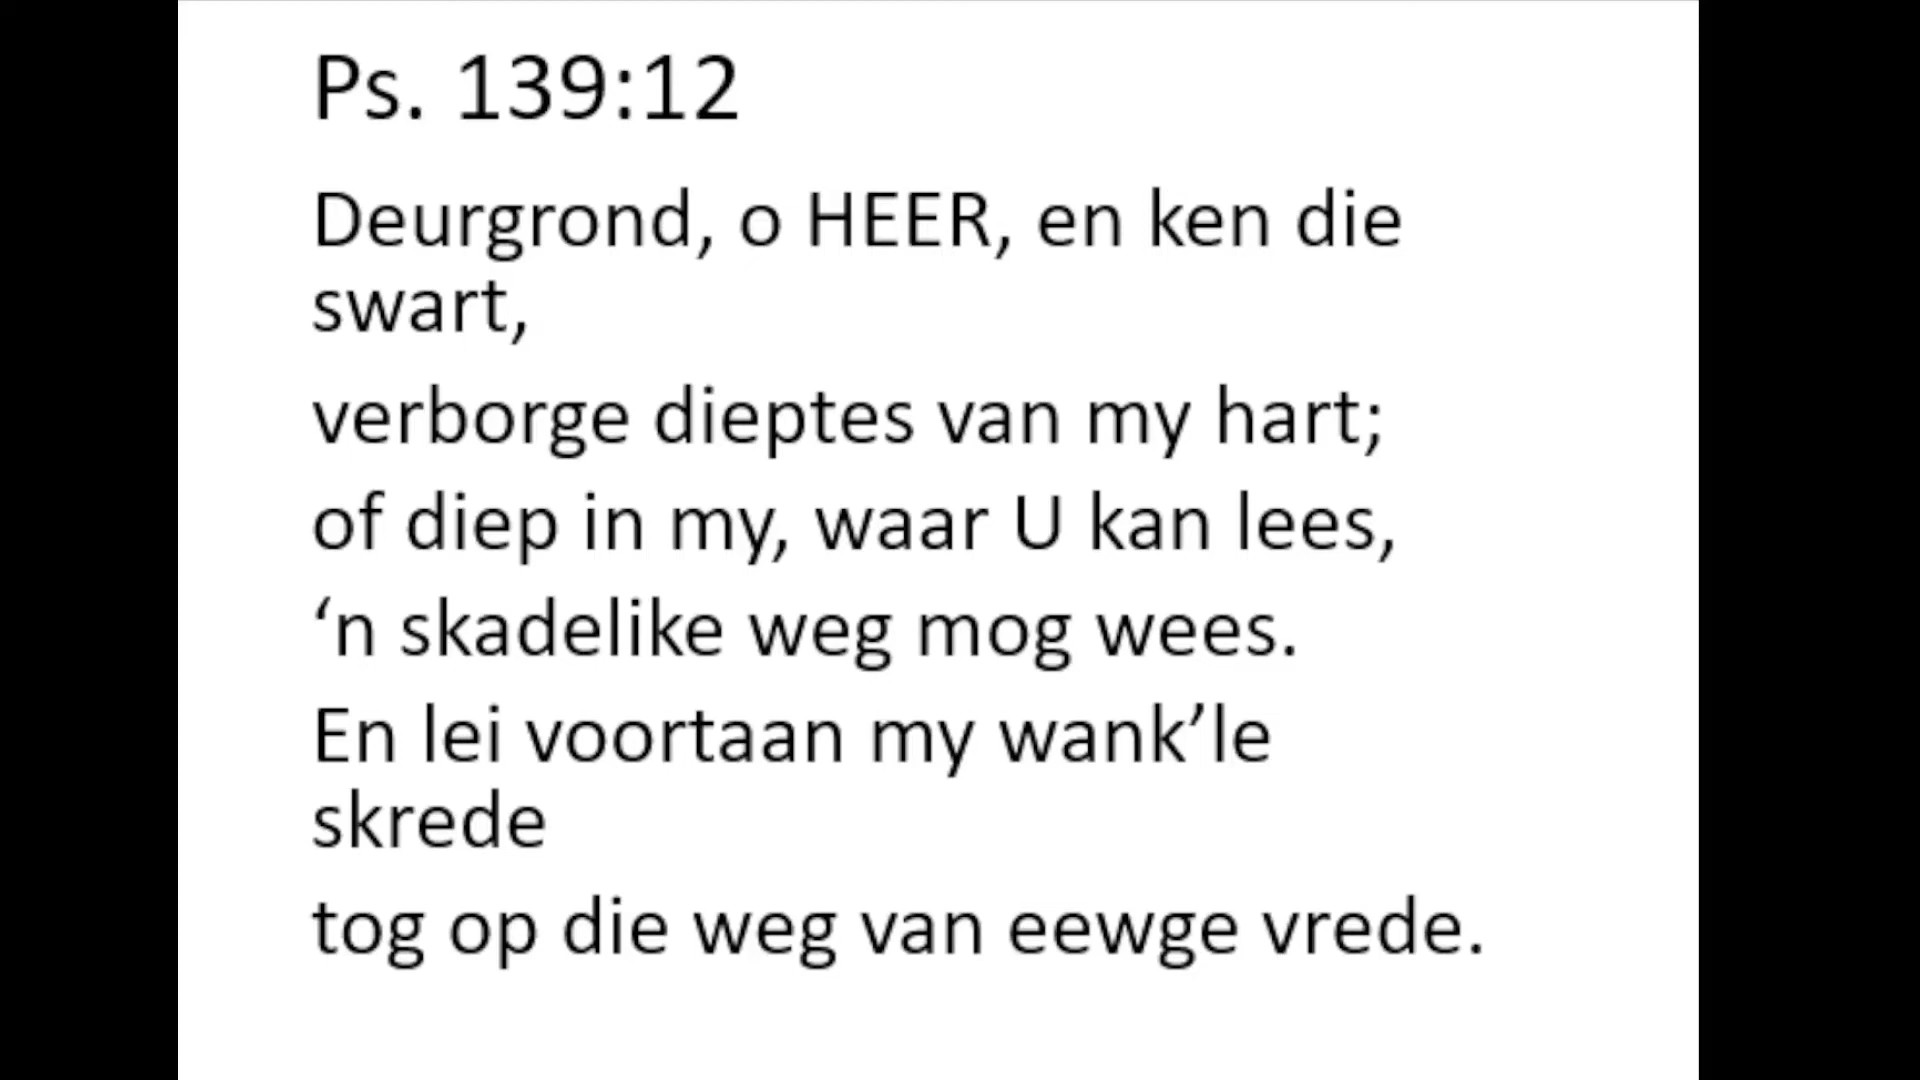 Ps. 139:12
Deurgrond, o HEER, en ken die
swart,
verborge dieptes van my hart;
of diep in my, waar U kan lees,
‘n skadelike weg mog wees.
En lei voortaan my wank’le
skrede
tog op die weg van eewge vrede.